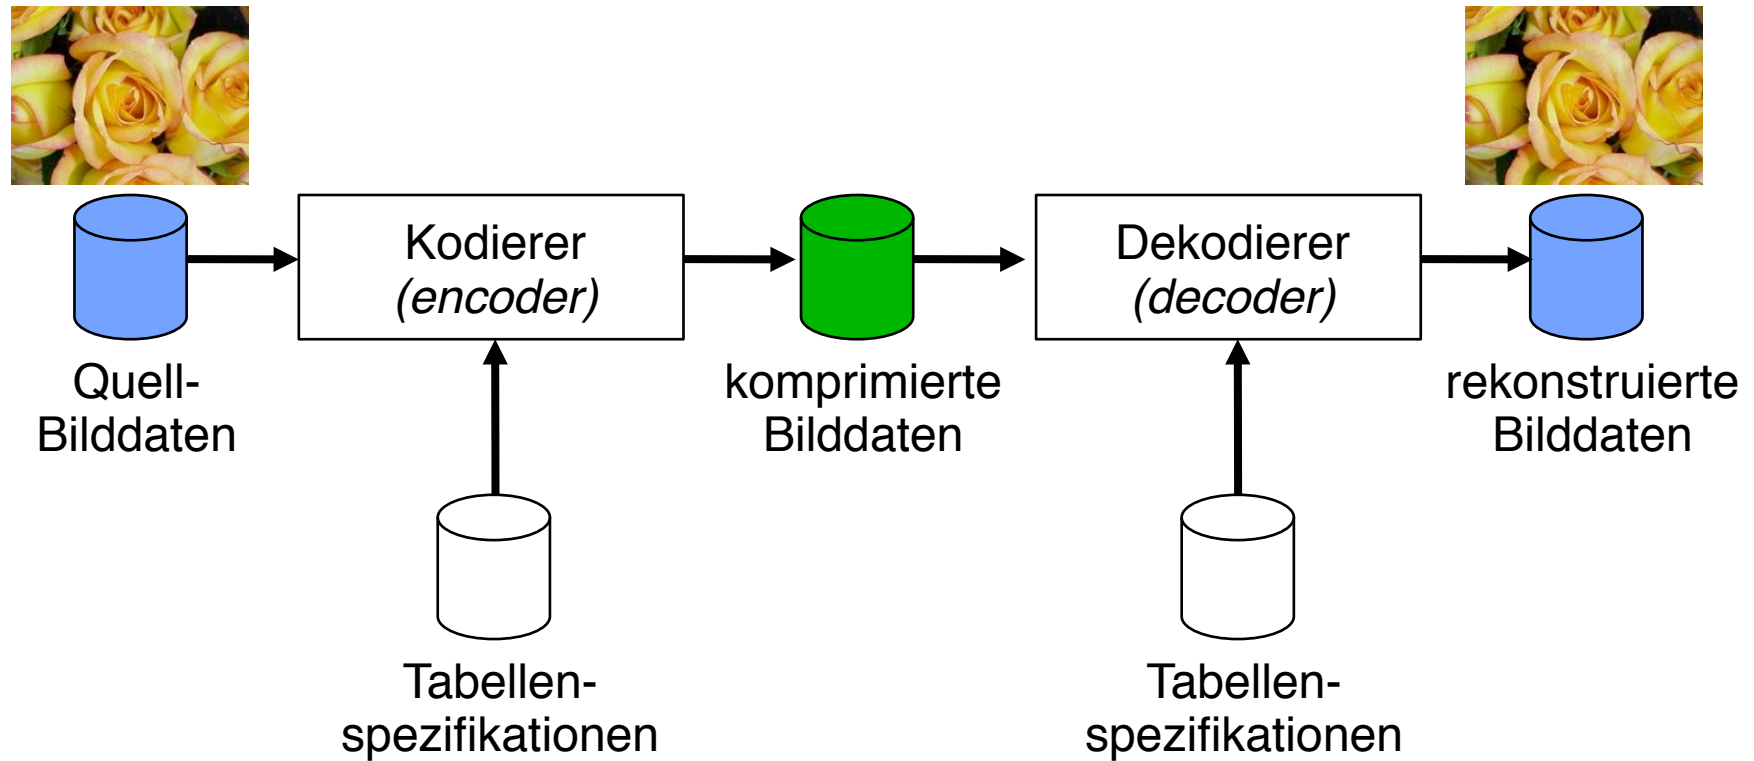 Kodierer
(encoder)
Dekodierer
(decoder)
Quell-
Bilddaten
komprimierte
Bilddaten
rekonstruierte
Bilddaten
Tabellen-
spezifikationen
Tabellen-
spezifikationen